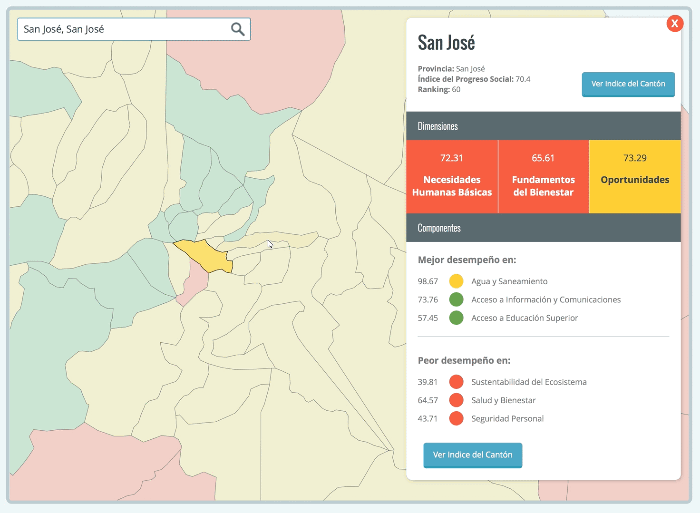 San José, San José
X
San José
Provincia: San José
Índice del Progreso Social: 70.4
Ranking: 60
Ver Indice del Cantón
Dimensiones
72.31
Necesidades
Humanas Básicas
65.61
Fundamentos
del Bienestar
73.29
Oportunidades
Componentes
Mejor desempeño en:
98.67 Agua y Saneamiento
73.76 Acceso a Información y Comunicaciones
57.45 Acceso a Educación Superior
Peor desempeño en:
39.81 Sustentabilidad del Ecosistema
64.57 Salud y Bienestar
43.71 Seguridad Personal
Ver Indice del Cantón